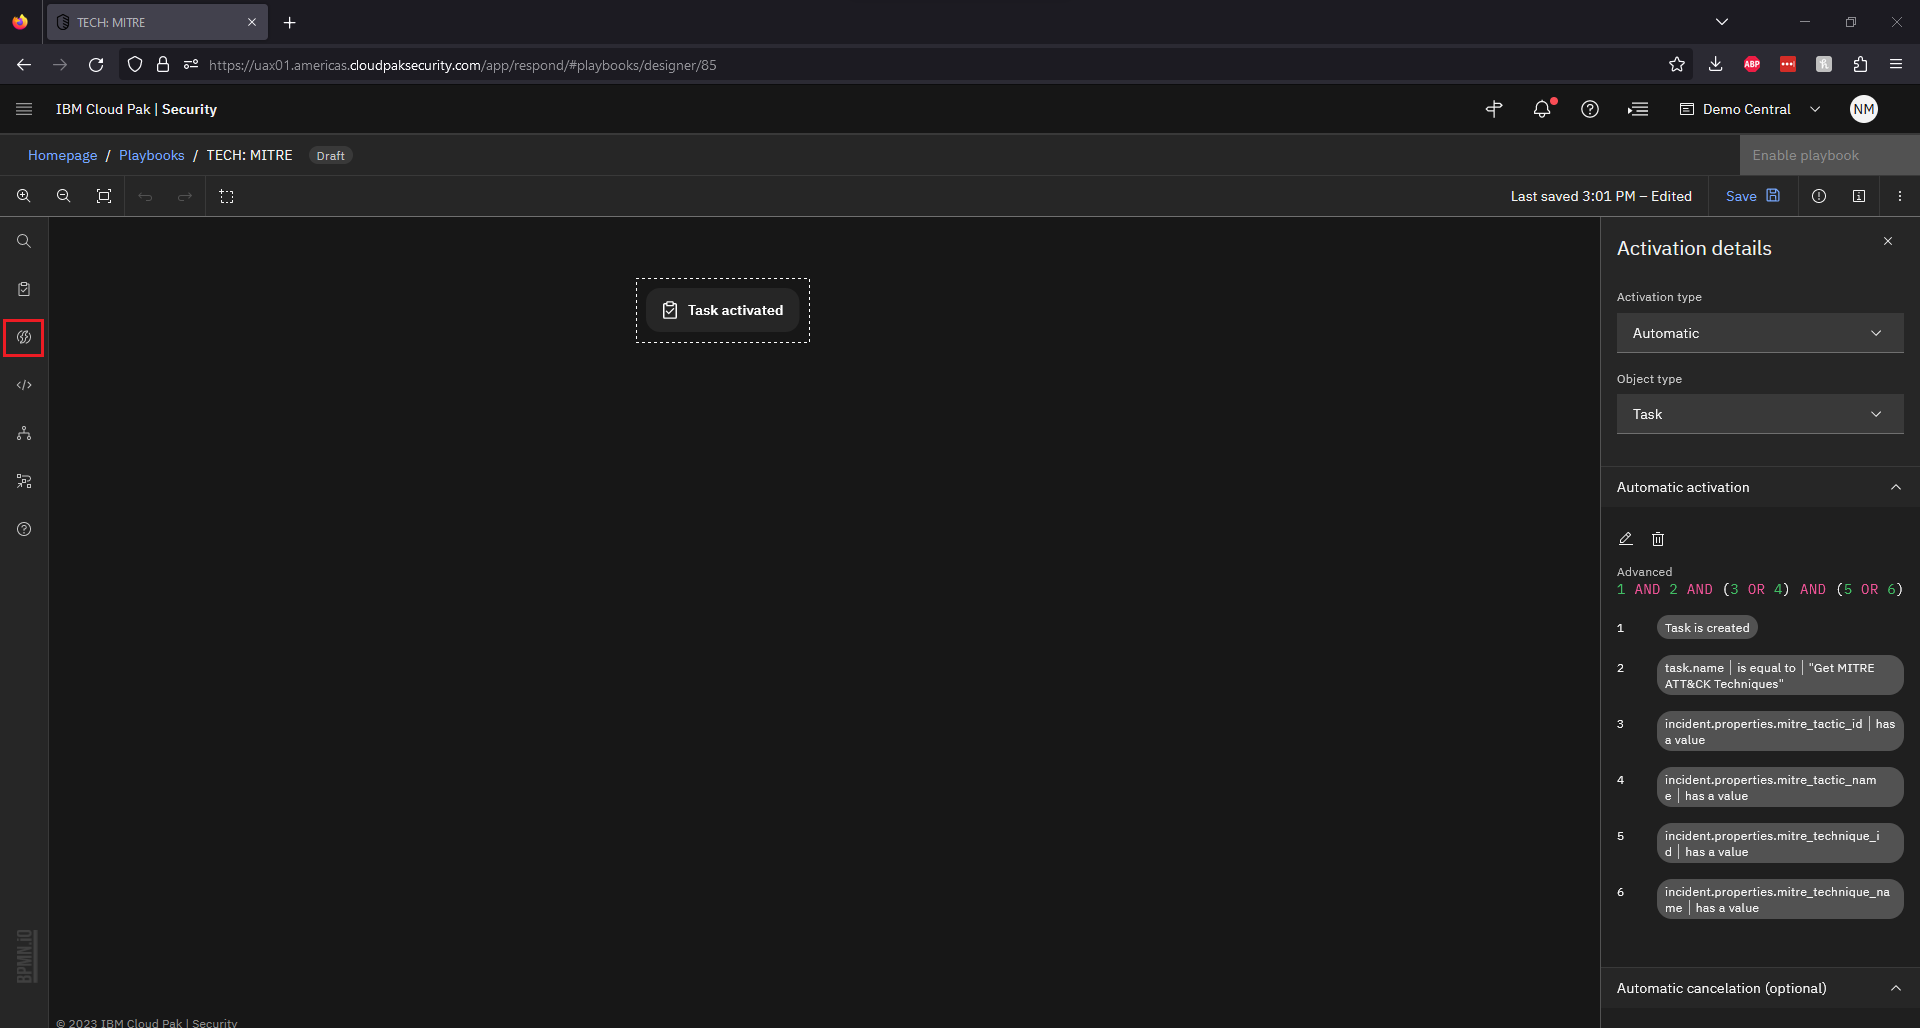 TECH: MITRE
https://uax01.americas.cloudpaksecurity.com/app/respond/#playbooks/designer/85
ABP
IBM Cloud Pak | Security
Demo Central
NM
Homepage / Playbooks / TECH: MITRE
Draft
Enable playbook
Last saved 3:01 PM – Edited
Save
Task activated
Activation details
Activation type
Automatic
Object type
Task
Automatic activation
Advanced
1 AND 2 AND (3 OR 4) AND (5 OR 6)
1 Task is created
2 task.name | is equal to | "Get MITRE
ATT&CK Techniques"
3 incident.properties.mitre_tactic_id | has
a value
4 incident.properties.mitre_tactic_nam
e | has a value
5 incident.properties.mitre_technique_i
d | has a value
6 incident.properties.mitre_technique_na
me | has a value
Automatic cancelation (optional)
BPMN.iO
© 2023 IBM Cloud Pak | Security